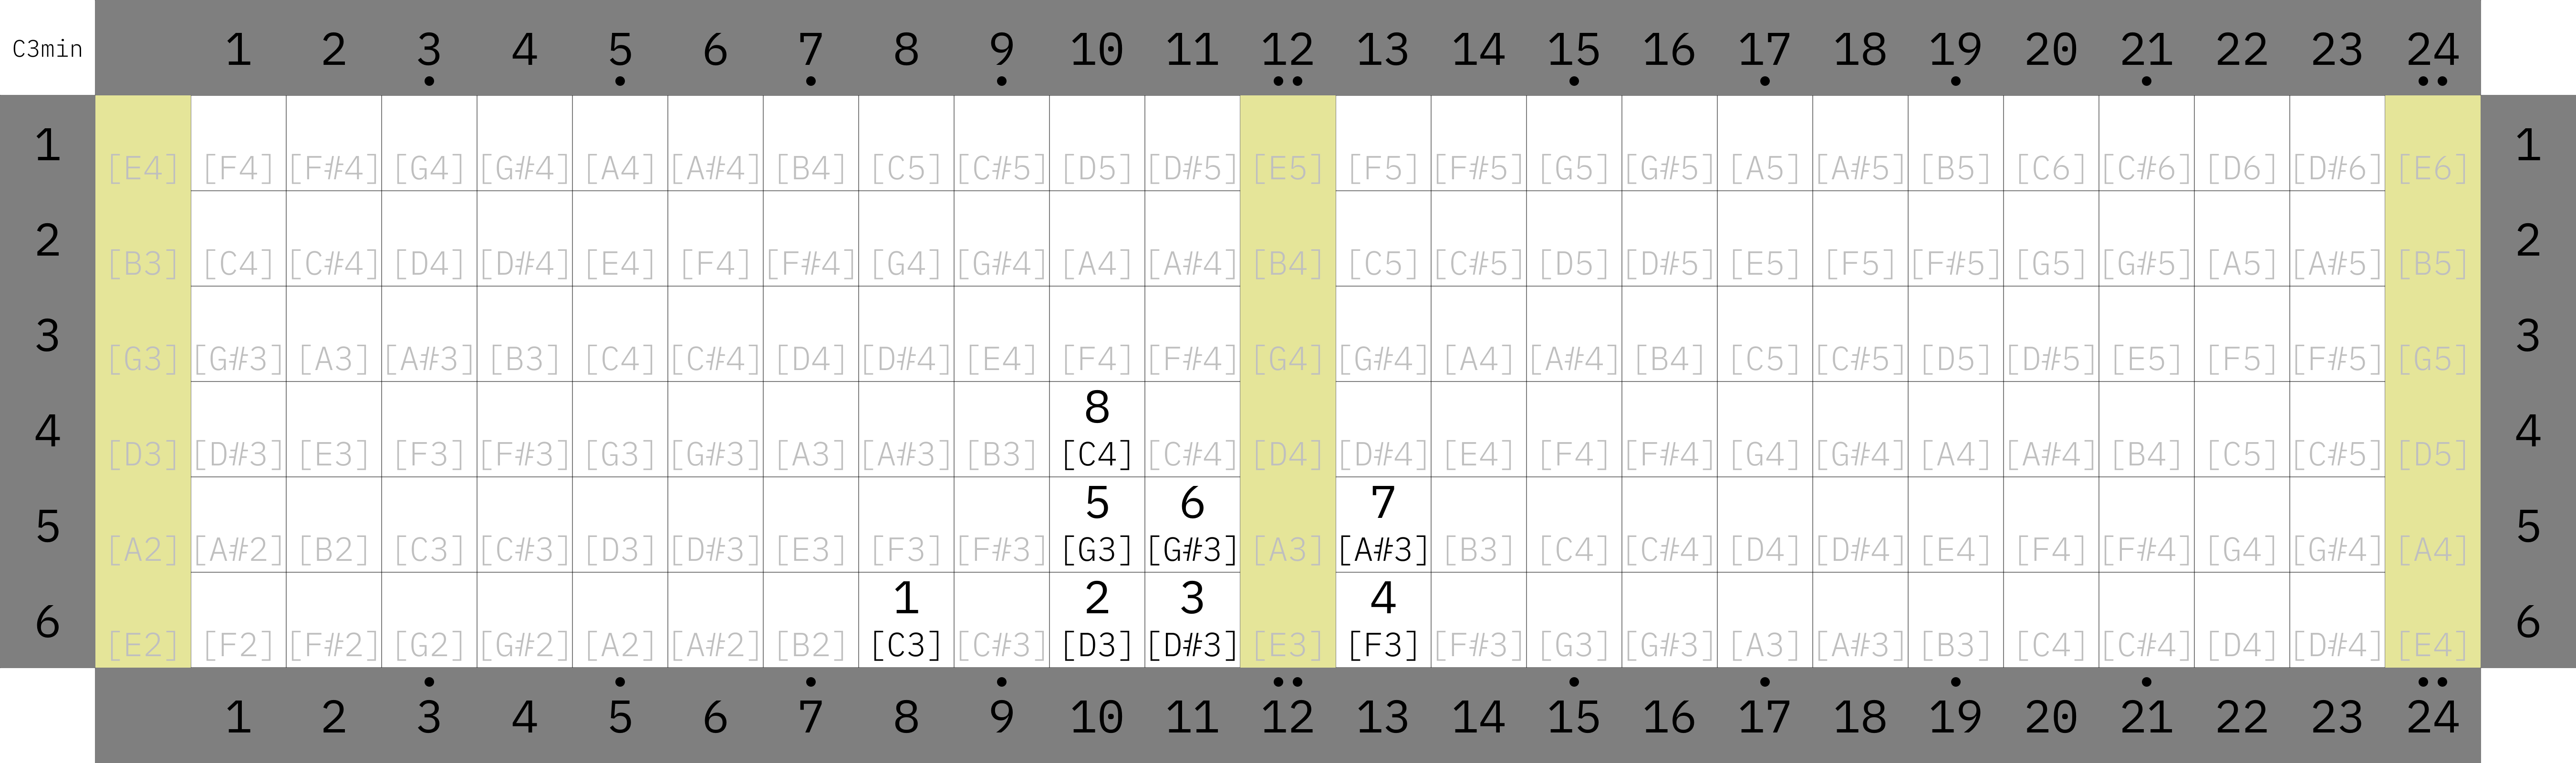 C3min 1 2 3 4 5 6 7 8 9 10 11 12 13 14 15 16 17 18 19 20 21 22 23 24
1 [E4] [F4] [F#4] [G4] [G#4] [A4] [A#4] [B4] [C5] [C#5] [D5] [D#5] [E5] [F5] [F#5] [G5] [G#5] [A5] [A#5] [B5] [C6] [C#6] [D6] [D#6] [E6] 1
2 [B3] [C4] [C#4] [D4] [D#4] [E4] [F4] [F#4] [G4] [G#4] [A4] [A#4] [B4] [C5] [C#5] [D5] [D#5] [E5] [F5] [F#5] [G5] [G#5] [A5] [A#5] [B5] 2
3 [G3] [G#3] [A3] [A#3] [B3] [C4] [C#4] [D4] [D#4] [E4] [F4] [F#4] [G4] [G#4] [A4] [A#4] [B4] [C5] [C#5] [D5] [D#5] [E5] [F5] [F#5] [G5] 3
8
4 [D3] [D#3] [E3] [F3] [F#3] [G3] [G#3] [A3] [A#3] [B3] [C4] [C#4] [D4] [D#4] [E4] [F4] [F#4] [G4] [G#4] [A4] [A#4] [B4] [C5] [C#5] [D5] 4
5 6 7
5 [A2] [A#2] [B2] [C3] [C#3] [D3] [D#3] [E3] [F3] [F#3] [G3] [G#3] [A3] [A#3] [B3] [C4] [C#4] [D4] [D#4] [E4] [F4] [F#4] [G4] [G#4] [A4] 5
1 2 3 4
6 [E2] [F2] [F#2] [G2] [G#2] [A2] [A#2] [B2] [C3] [C#3] [D3] [D#3] [E3] [F3] [F#3] [G3] [G#3] [A3] [A#3] [B3] [C4] [C#4] [D4] [D#4] [E4] 6
1 2 3 4 5 6 7 8 9 10 11 12 13 14 15 16 17 18 19 20 21 22 23 24